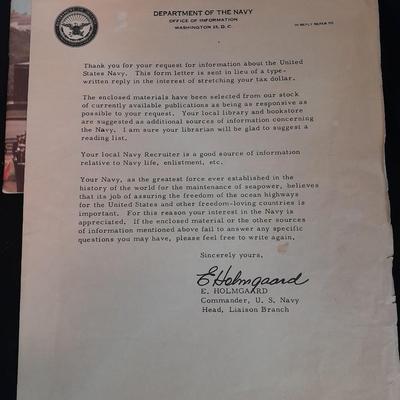 DEPARTMENT OF THE NAVY
OFFICE OF INFORMATION
WASHINGTON 25, D. C.
IN REPLY REFER TO
Thank you for your request for information about the United
States Navy. This form letter is sent in lieu of a type-
written reply in the interest of stretching your tax dollar.
The enclosed materials have been selected from our stock
of currently available publications as being as responsive as
possible to your request. Your local library and bookstore
are suggested as additional sources of information concerning
the Navy. I am sure your librarian will be glad to suggest a
reading list.
Your local Navy Recruiter is a good source of information
relative to Navy life, enlistment, etc.
Your Navy, as the greatest force ever established in the
history of the world for the maintenance of seapower, believes
that its job of assuring the freedom of the ocean highways
for the United States and other freedom-loving countries is
important. For this reason your interest in the Navy is
appreciated. If the enclosed material or the other sources
of information mentioned above fail to answer any specific
questions you may have, please feel free to write again.
Sincerely yours,
E Holmgaard
E. HOLMGAARD
Commander, U. S. Navy
Head, Liaison Branch